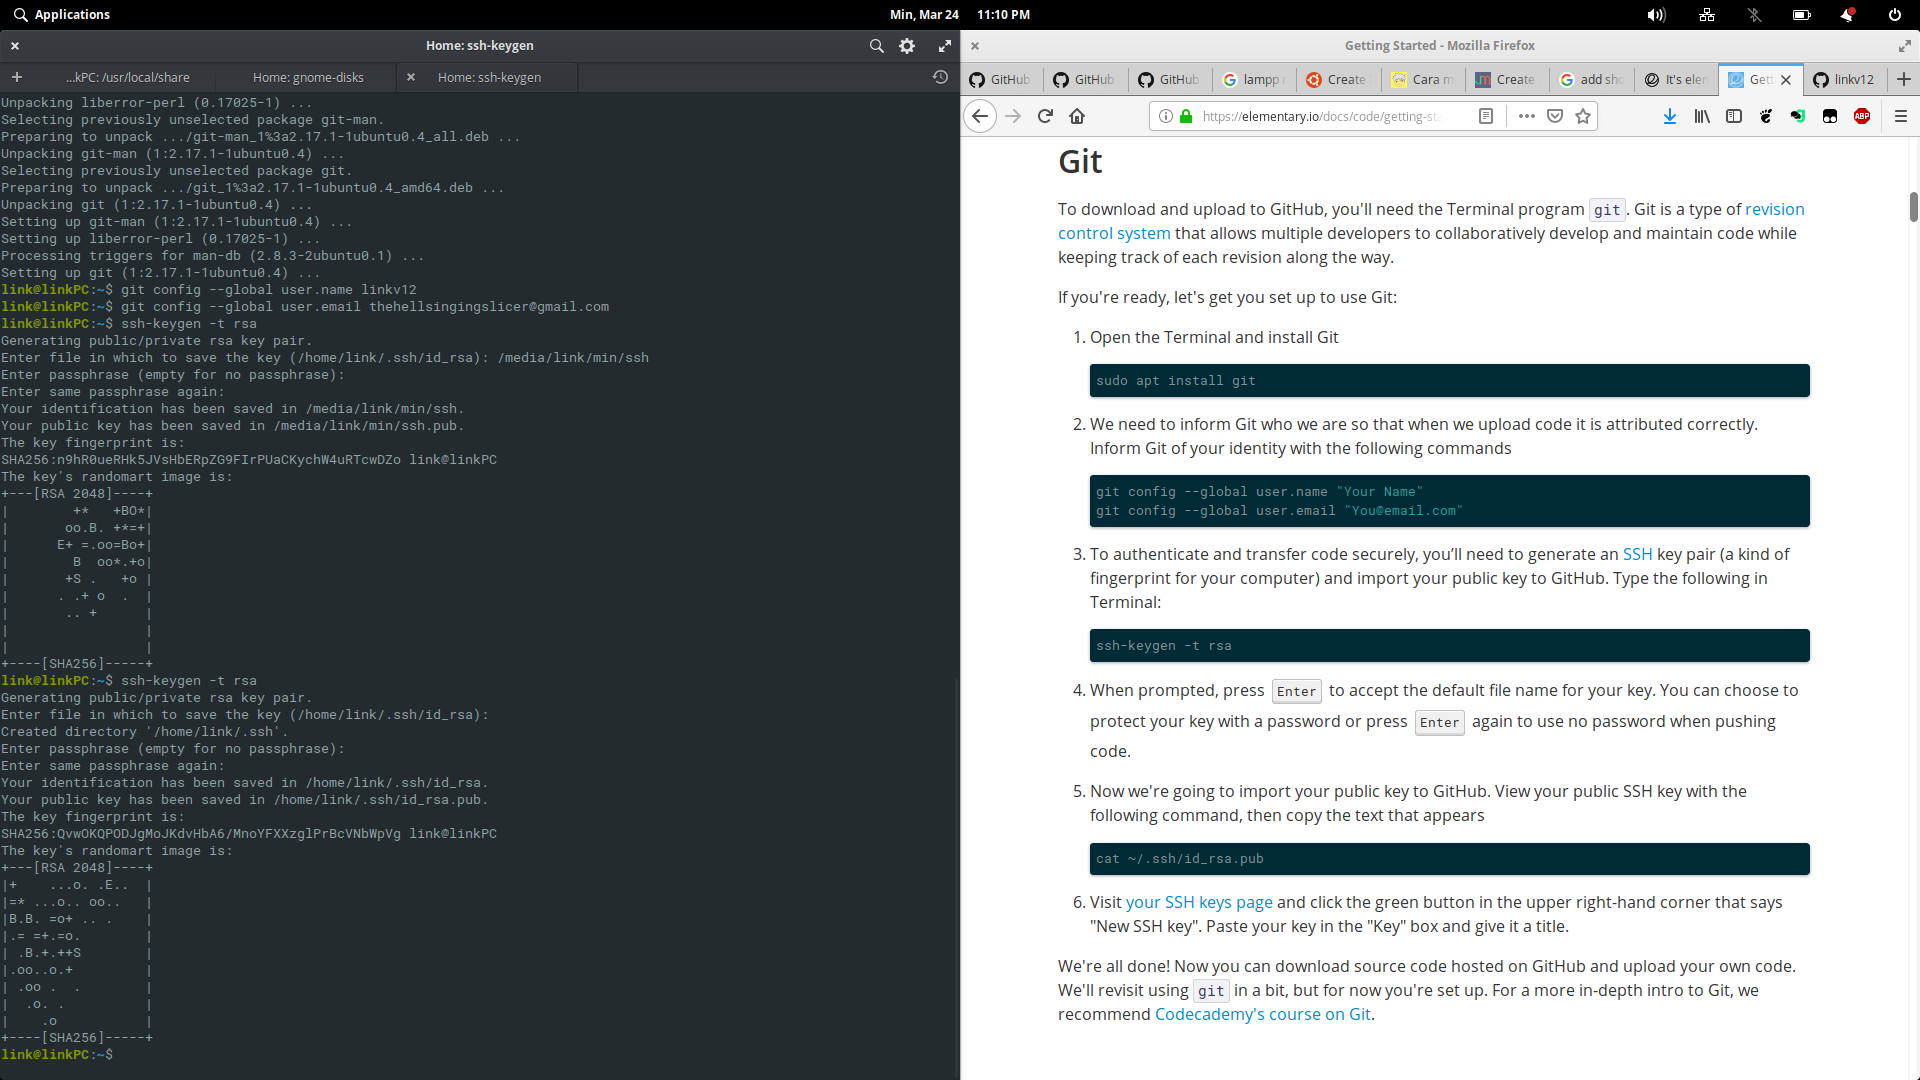 Applications
Min, Mar 24 11:10 PM
Home: ssh-keygen
...kPC: /usr/local/share
Home: gnome-disks
Home: ssh-keygen
Unpacking liberror-perl (0.17025-1) ...
Selecting previously unselected package git-man.
Preparing to unpack .../git-man_1%3a2.17.1-1ubuntu0.4_all.deb ...
Unpacking git-man (1:2.17.1-1ubuntu0.4) ...
Selecting previously unselected package git.
Preparing to unpack .../git_1%3a2.17.1-1ubuntu0.4_amd64.deb ...
Unpacking git (1:2.17.1-1ubuntu0.4) ...
Setting up git-man (1:2.17.1-1ubuntu0.4) ...
Setting up liberror-perl (0.17025-1) ...
Processing triggers for man-db (2.8.3-2ubuntu0.1) ...
Setting up git (1:2.17.1-1ubuntu0.4) ...
link@linkPC:~$ git config --global user.name linkv12
link@linkPC:~$ git config --global user.email thehellsingingslicer@gmail.com
link@linkPC:~$ ssh-keygen -t rsa
Generating public/private rsa key pair.
Enter file in which to save the key (/home/link/.ssh/id_rsa): /media/link/min/ssh
Enter passphrase (empty for no passphrase):
Enter same passphrase again:
Your identification has been saved in /media/link/min/ssh.
Your public key has been saved in /media/link/min/ssh.pub.
The key fingerprint is:
SHA256:n9hR0ueRHk5JVsHbERpZG9FIrPUaCKychW4uRTcwDZo link@linkPC
The key's randomart image is:
+---[RSA 2048]----+
|        +*   +BO*|
|       oo.B. +*=+|
|      E+ =.oo=Bo+|
|        B  oo*.+o|
|       +S .   +o |
|      . .+ o  .  |
|       .. +      |
|                 |
|                 |
+----[SHA256]-----+
link@linkPC:~$ ssh-keygen -t rsa
Generating public/private rsa key pair.
Enter file in which to save the key (/home/link/.ssh/id_rsa):
Created directory '/home/link/.ssh'.
Enter passphrase (empty for no passphrase):
Enter same passphrase again:
Your identification has been saved in /home/link/.ssh/id_rsa.
Your public key has been saved in /home/link/.ssh/id_rsa.pub.
The key fingerprint is:
SHA256:QvwOKQPODJgMoJKdvHbA6/MnoYFXXzglPrBcVNbWpVg link@linkPC
The key's randomart image is:
+---[RSA 2048]----+
|+    ...o. .E..  |
|=* ...o.. oo..   |
|B.B. =o+ .. .    |
|.= =+.=o.        |
| .B.+.++S        |
|.oo..o.+         |
| .oo .  .        |
|  .o. .          |
|    .o           |
+----[SHA256]-----+
link@linkPC:~$
Getting Started - Mozilla Firefox
GitHub
GitHub
GitHub
lampp
Create
Cara m
Create
add sho
It's elem
Gett
linkv12
https://elementary.io/docs/code/getting-sta
ABP
Git
To download and upload to GitHub, you'll need the Terminal program git. Git is a type of revision
control system that allows multiple developers to collaboratively develop and maintain code while
keeping track of each revision along the way.
If you're ready, let's get you set up to use Git:
1. Open the Terminal and install Git
sudo apt install git
2. We need to inform Git who we are so that when we upload code it is attributed correctly.
Inform Git of your identity with the following commands
git config --global user.name "Your Name"
git config --global user.email "You@email.com"
3. To authenticate and transfer code securely, you’ll need to generate an SSH key pair (a kind of
fingerprint for your computer) and import your public key to GitHub. Type the following in
Terminal:
ssh-keygen -t rsa
4. When prompted, press Enter to accept the default file name for your key. You can choose to
protect your key with a password or press Enter again to use no password when pushing
code.
5. Now we're going to import your public key to GitHub. View your public SSH key with the
following command, then copy the text that appears
cat ~/.ssh/id_rsa.pub
6. Visit your SSH keys page and click the green button in the upper right-hand corner that says
"New SSH key". Paste your key in the "Key" box and give it a title.
We're all done! Now you can download source code hosted on GitHub and upload your own code.
We'll revisit using git in a bit, but for now you're set up. For a more in-depth intro to Git, we
recommend Codecademy's course on Git.